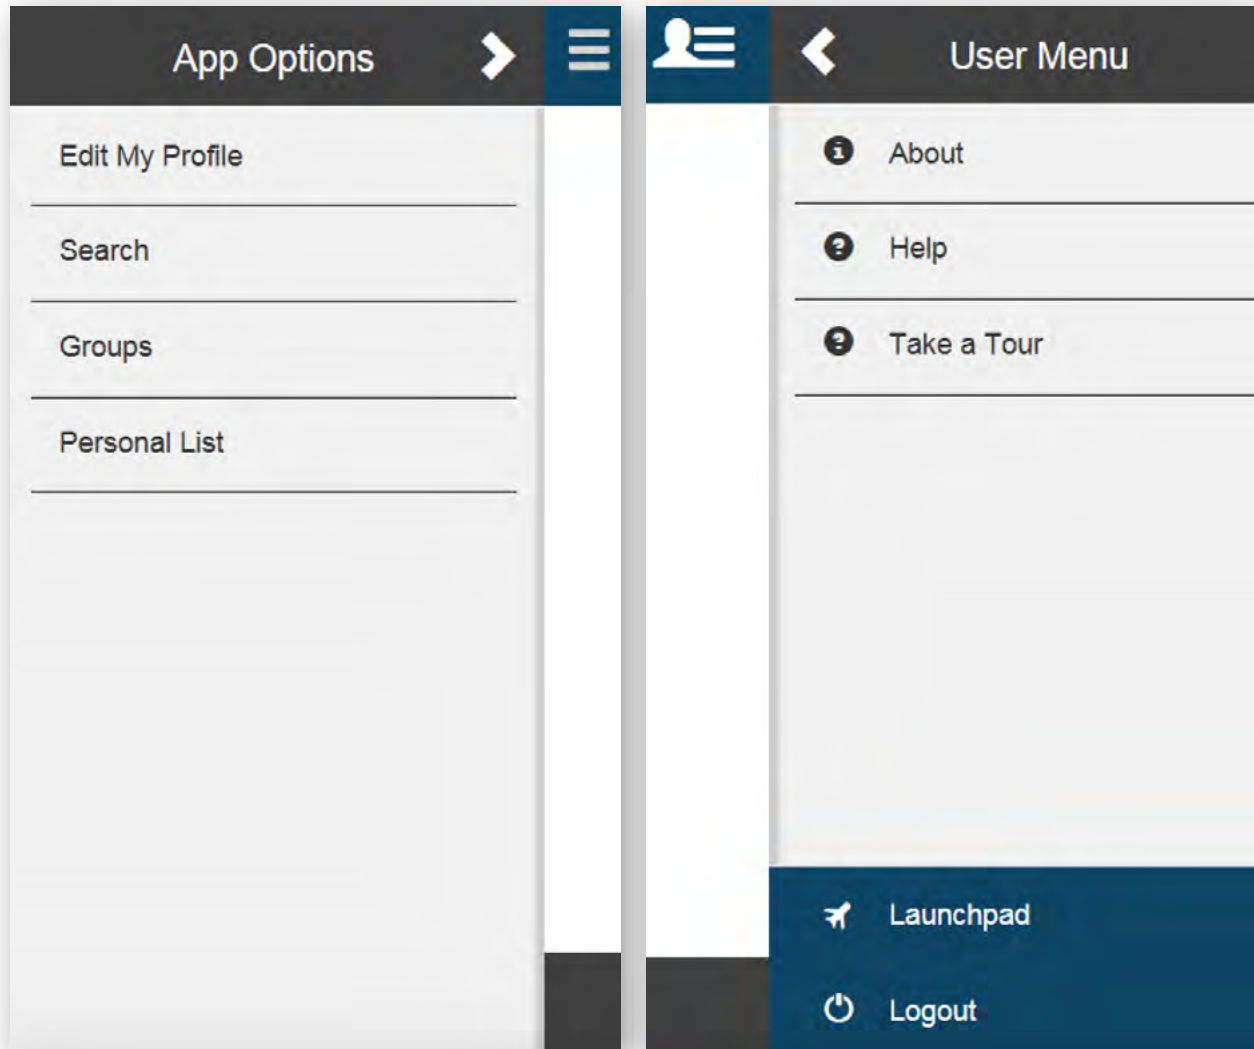 App Options
Edit My Profile
Search
Groups
Personal List
User Menu
About
Help
Take a Tour
Launchpad
Logout